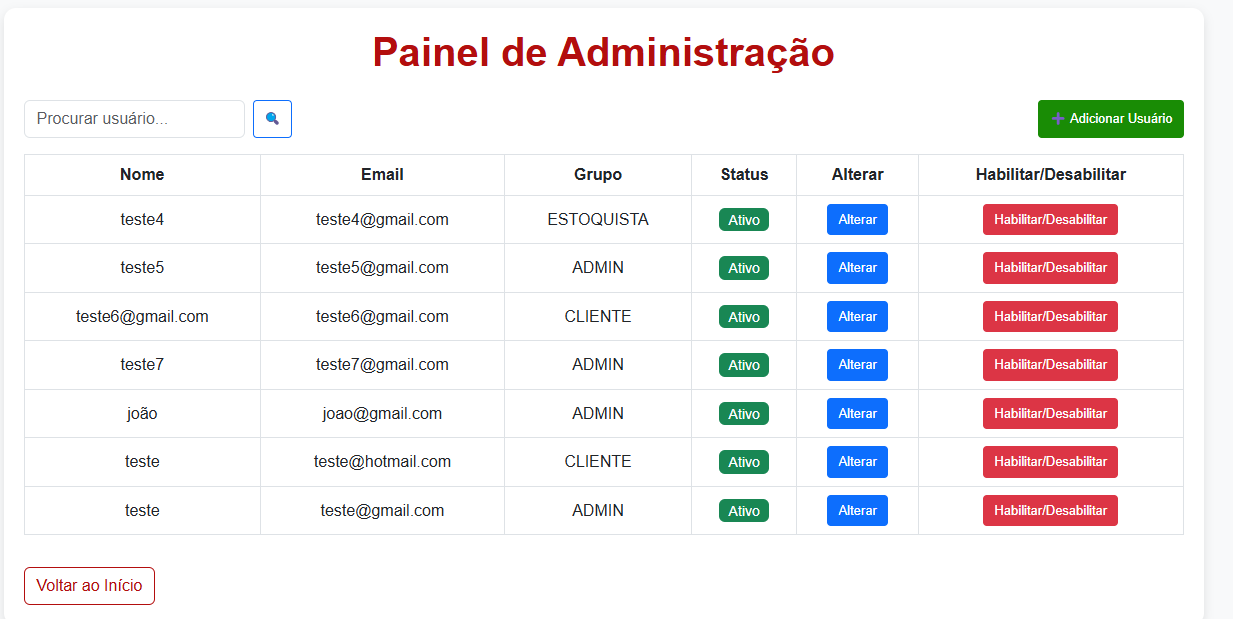 Painel de Administração
Procurar usuário...
Adicionar Usuário
Nome Email Grupo Status Alterar Habilitar/Desabilitar
teste4 teste4@gmail.com ESTOQUISTA Ativo Alterar Habilitar/Desabilitar
teste5 teste5@gmail.com ADMIN Ativo Alterar Habilitar/Desabilitar
teste6@gmail.com teste6@gmail.com CLIENTE Ativo Alterar Habilitar/Desabilitar
teste7 teste7@gmail.com ADMIN Ativo Alterar Habilitar/Desabilitar
joão joao@gmail.com ADMIN Ativo Alterar Habilitar/Desabilitar
teste teste@hotmail.com CLIENTE Ativo Alterar Habilitar/Desabilitar
teste teste@gmail.com ADMIN Ativo Alterar Habilitar/Desabilitar
Voltar ao Início